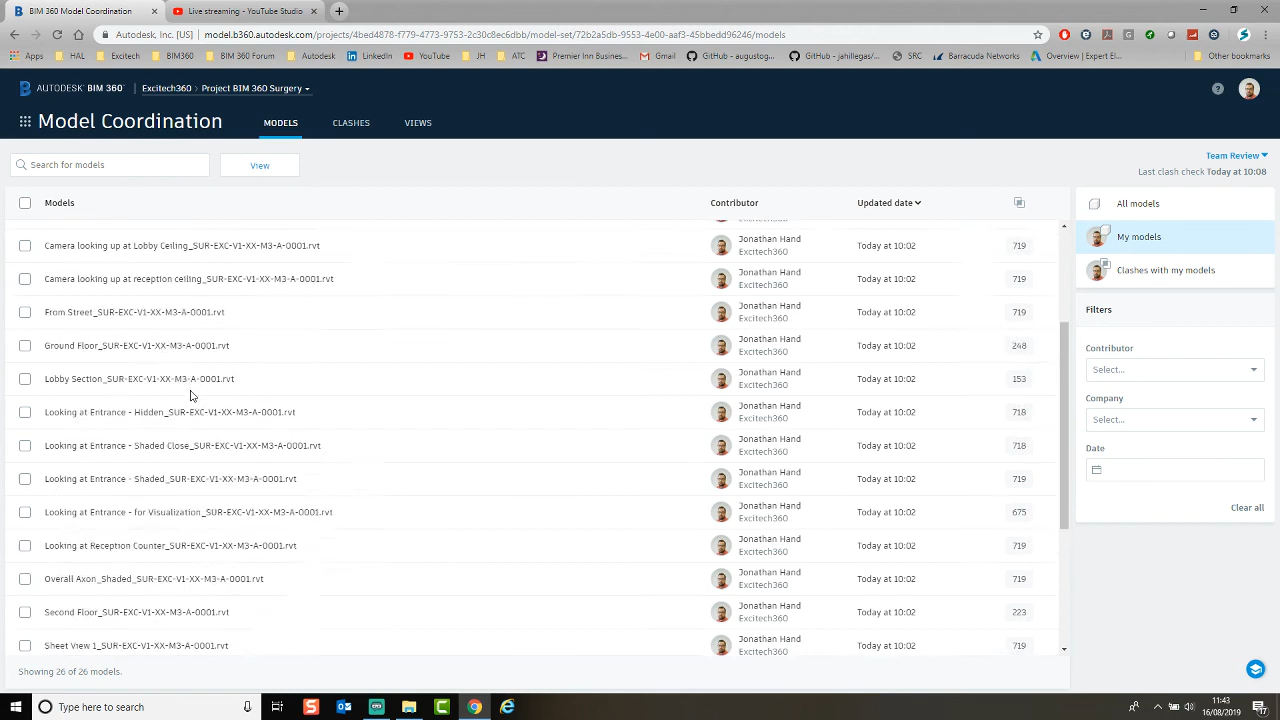 BIM 360 Model Coordination
Live streaming - YouTube Studio
Autodesk, Inc. [US] model.b360.autodesk.com
Apps HAL Excitech BIM360 BIM 360 Forum Autodesk LinkedIn YouTube JH ATC Premier Inn Business... Gmail GitHub - augustog... GitHub - jahillegas/... SRC Barracuda Networks Overview | Expert El... Other bookmarks
AUTODESK® BIM 360™ Excitech360 Project BIM 360 Surgery
Model Coordination MODELS CLASHES VIEWS
Search for models View Team Review
Last clash check Today at 10:08
Models Contributor Updated date
Camera looking up at Lobby Ceiling_SUR-EXC-V1-XX-M3-A-0001.rvt Jonathan Hand Excitech360 Today at 10:02 719
Camera looking up at reception ceiling_SUR-EXC-V1-XX-M3-A-0001.rvt Jonathan Hand Excitech360 Today at 10:02 719
From Street_SUR-EXC-V1-XX-M3-A-0001.rvt Jonathan Hand Excitech360 Today at 10:02 719
Ground Floor_SUR-EXC-V1-XX-M3-A-0001.rvt Jonathan Hand Excitech360 Today at 10:02 248
Lobby Section_SUR-EXC-V1-XX-M3-A-0001.rvt Jonathan Hand Excitech360 Today at 10:02 153
Looking at Entrance - Hidden_SUR-EXC-V1-XX-M3-A-0001.rvt Jonathan Hand Excitech360 Today at 10:02 718
Looking at Entrance - Shaded Close_SUR-EXC-V1-XX-M3-A-0001.rvt Jonathan Hand Excitech360 Today at 10:02 718
Looking at Entrance - Shaded_SUR-EXC-V1-XX-M3-A-0001.rvt Jonathan Hand Excitech360 Today at 10:02 719
Looking at Entrance - for Visualization_SUR-EXC-V1-XX-M3-A-0001.rvt Jonathan Hand Excitech360 Today at 10:02 675
Looking at Reception Counter_SUR-EXC-V1-XX-M3-A-0001.rvt Jonathan Hand Excitech360 Today at 10:02 719
Overall Axon_Shaded_SUR-EXC-V1-XX-M3-A-0001.rvt Jonathan Hand Excitech360 Today at 10:02 719
Second Floor_SUR-EXC-V1-XX-M3-A-0001.rvt Jonathan Hand Excitech360 Today at 10:02 223
Sheet View 1_SUR-EXC-V1-XX-M3-A-0001.rvt Jonathan Hand Excitech360 Today at 10:02 719
Showing 26 of 26 models.
All models
My models
Clashes with my models
Filters
Contributor
Select...
Company
Select...
Date
Clear all
Type here to search
11:43
16/08/2019